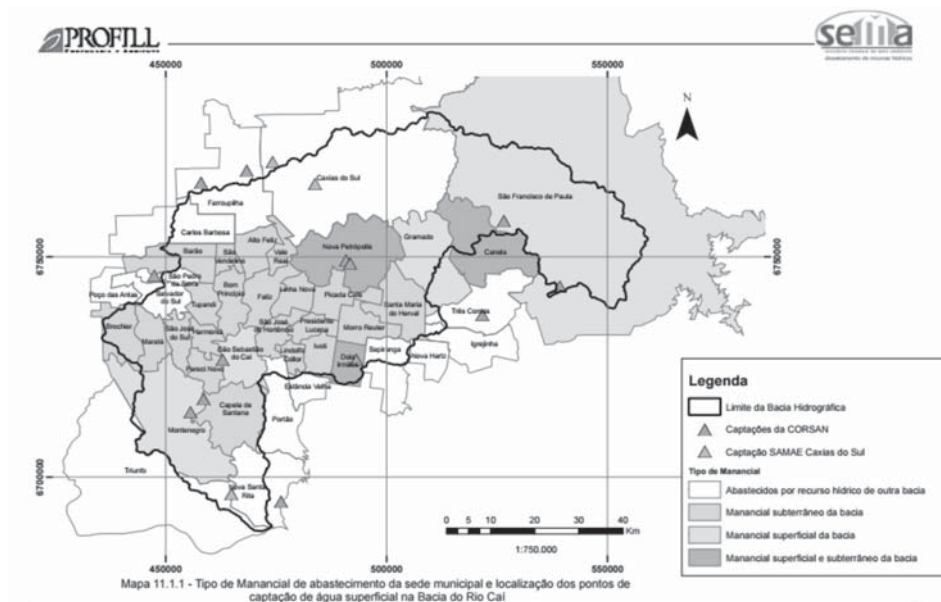 PROFILL
sema
450000 500000 550000
N
Caxias do Sul
São Francisco de Paula
Farroupilha
Carlos Barbosa
Alto Feliz
Nova Petrópolis
Gramado
Canela
6750000 6750000
Barão
São Vendelino
Vale Real
São Pedro da Serra
Poço das Antas
Salvador do Sul
Bom Princípio
Feliz
Linha Nova
Picada Café
Santa Maria do Herval
Três Coroas
Tupandi
Igrejinha
Brochier
Maratá
São José do Sul
Harmonia
São José do Hortêncio
Presidente Lucena
Morro Reuter
Pareci Novo
São Sebastião do Caí
Lindolfo Collor
Ivoti
Dois Irmãos
Sapiranga
Nova Hartz
Estância Velha
Capela de Santana
Portão
Montenegro
Triunfo
Nova Santa Rita
6700000 6700000
Legenda
Limite da Bacia Hidrográfica
Captações da CORSAN
Captação SAMAE Caxias do Sul
Tipo de Manancial
Abastecidos por recurso hídrico de outra bacia
Manancial subterrâneo da bacia
Manancial superficial da bacia
Manancial superficial e subterrâneo da bacia
0 5 10 20 30 40
Km
1:750.000
450000 500000 550000
Mapa 11.1.1 - Tipo de Manancial de abastecimento da sede municipal e localização dos pontos de
captação de água superficial na Bacia do Rio Caí